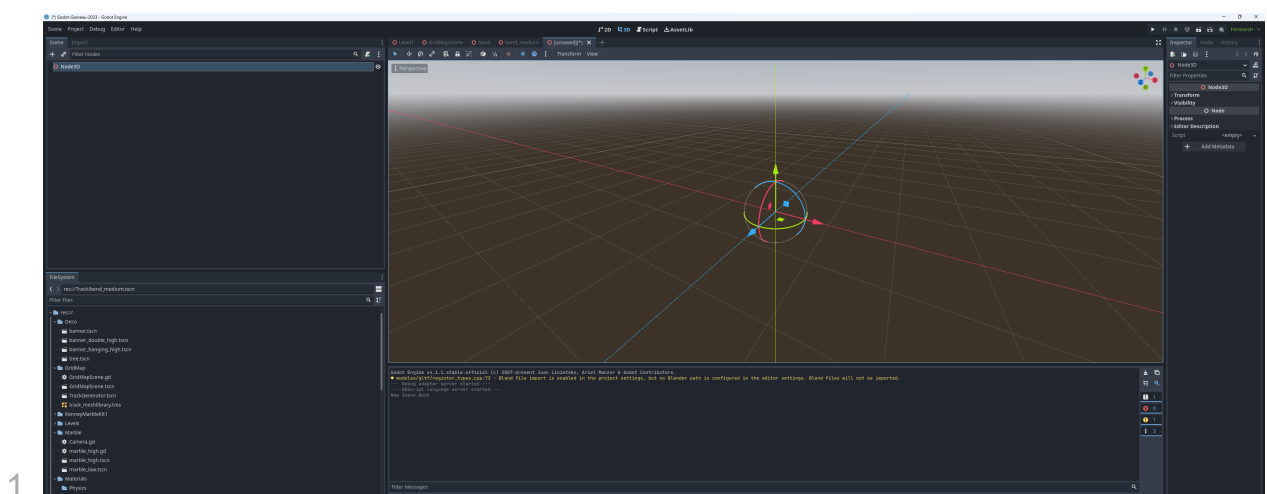 (*) Godot-Gameau-2023 - Godot Engine
Scene Project Debug Editor Help
2D 3D Script AssetLib
Forward+
Scene Import
Level1 GridMapScene bend bend_medium [unsaved](*)
Inspector Node History
Filter Nodes
Transform View
Node3D
Perspective
Node3D
Filter Properties
Node3D
Transform
Visibility
Node
Process
Editor Description
Script <empty>
Add Metadata
FileSystem
res://Track/bend_medium.tscn
Filter Files
res://
Deco
banner.tscn
banner_double_high.tscn
banner_hanging_high.tscn
tree.tscn
GridMap
GridMapScene.gd
GridMapScene.tscn
TrackGenerator.tscn
track_meshlibrary.tres
KenneyMarbleKit1
Levels
Marble
Camera.gd
marble_high.gd
marble_high.tscn
marble_low.tscn
Materials
Physics
Godot Engine v4.1.1.stable.official (c) 2007-present Juan Linietsky, Ariel Manzur & Godot Contributors.
modules/gltf/register_types.cpp:73 - Blend file import is enabled in the project settings, but no Blender path is configured in the editor settings. Blend files will not be imported.
--- Debug adapter server started ---
--- GDScript language server started ---
New Scene Root
1
0
1
3
Filter Messages
1